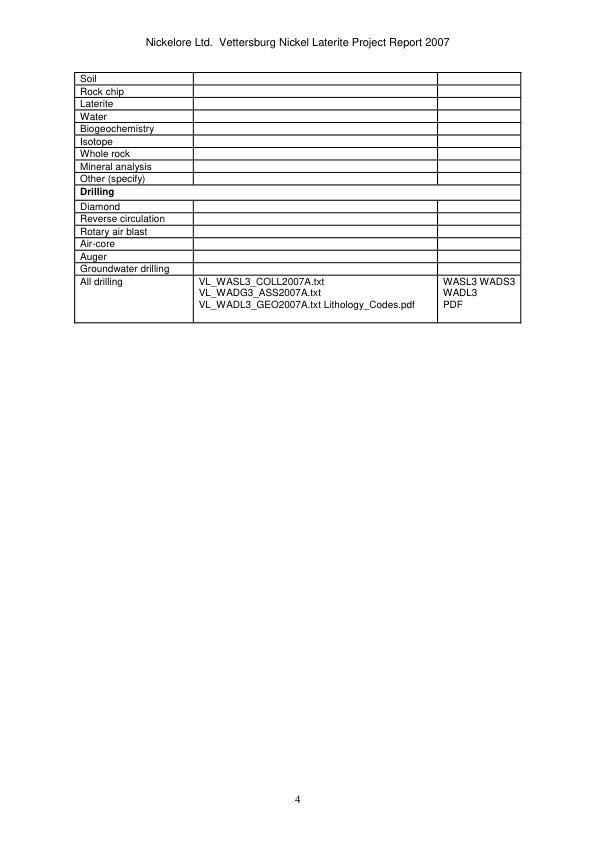 Nickelore Ltd.  Vettersburg Nickel Laterite Project Report 2007
Soil
Rock chip
Laterite
Water
Biogeochemistry
Isotope
Whole rock
Mineral analysis
Other (specify)
Drilling
Diamond
Reverse circulation
Rotary air blast
Air-core
Auger
Groundwater drilling
All drilling VL_WASL3_COLL2007A.txt WASL3 WADS3
VL_WADG3_ASS2007A.txt WADL3
VL_WADL3_GEO2007A.txt Lithology_Codes.pdf PDF
4